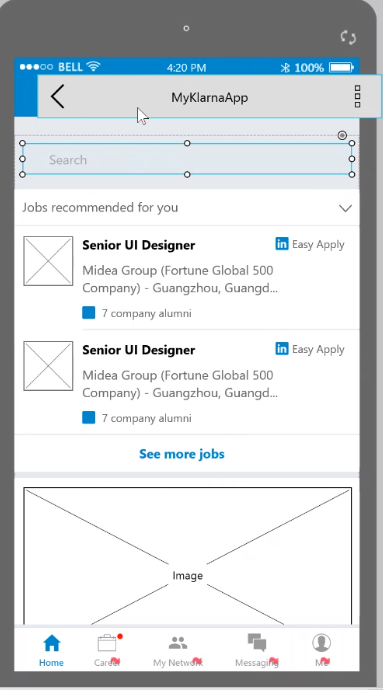 BELL 4:20 PM 100%
MyKlarnaApp
Search
Jobs recommended for you
Senior UI Designer
in Easy Apply
Midea Group (Fortune Global 500
Company) - Guangzhou, Guangd...
7 company alumni
Senior UI Designer
in Easy Apply
Midea Group (Fortune Global 500
Company) - Guangzhou, Guangd...
7 company alumni
See more jobs
Image
Home Career My Network Messaging Me